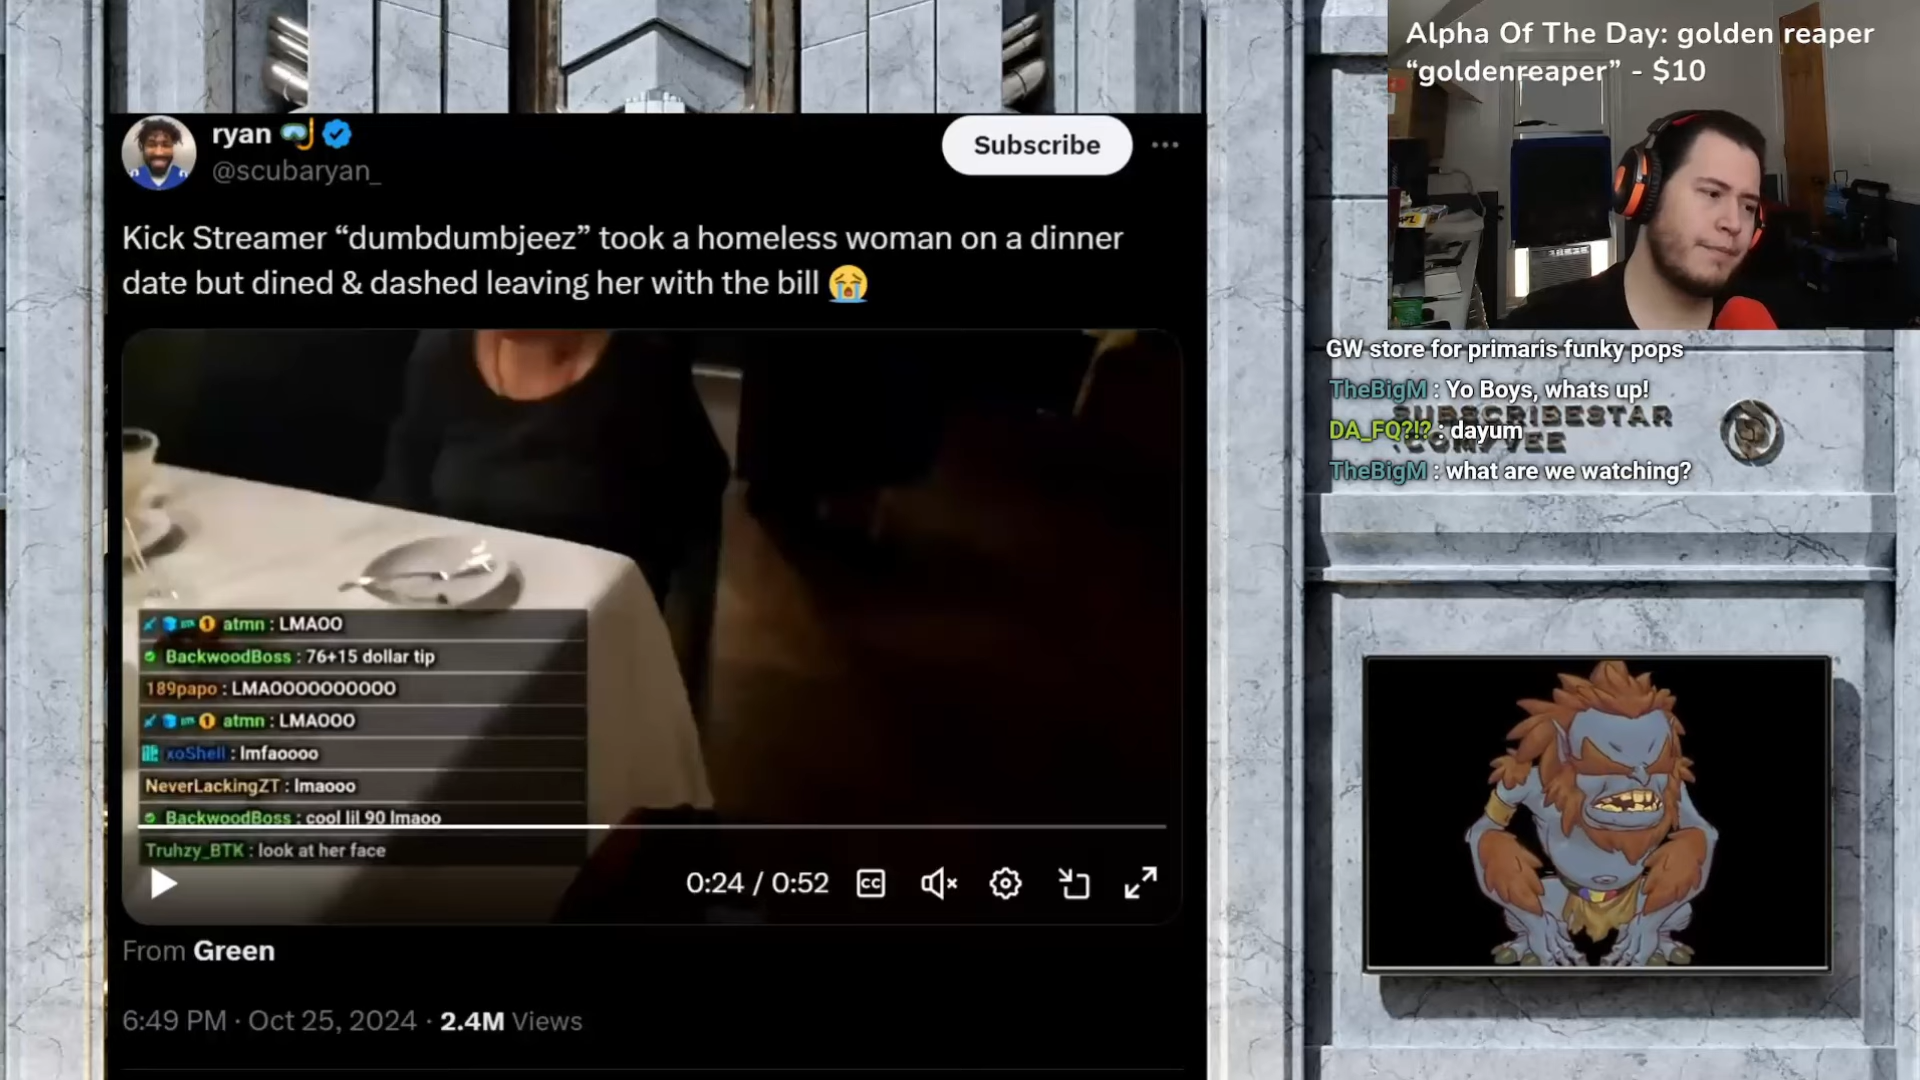 Alpha Of The Day: golden reaper
“goldenreaper” - $10
ryan
@scubaryan_
Subscribe
Kick Streamer “dumbdumbjeez” took a homeless woman on a dinner
date but dined & dashed leaving her with the bill
atmn : LMAOO
BackwoodBoss : 76+15 dollar tip
189papo : LMAOOOOOOOOOO
atmn : LMAOOO
xoShell : lmfaoooo
NeverLackingZT : lmaooo
BackwoodBoss : cool lil 90 lmaoo
Truhzy_BTK : look at her face
0:24 / 0:52
CC
From Green
6:49 PM · Oct 25, 2024 · 2.4M Views
GW store for primaris funky pops
TheBigM : Yo Boys, whats up!
SUBSCRIBESTAR
DA_FQ?!? : dayum
TheBigM : what are we watching?